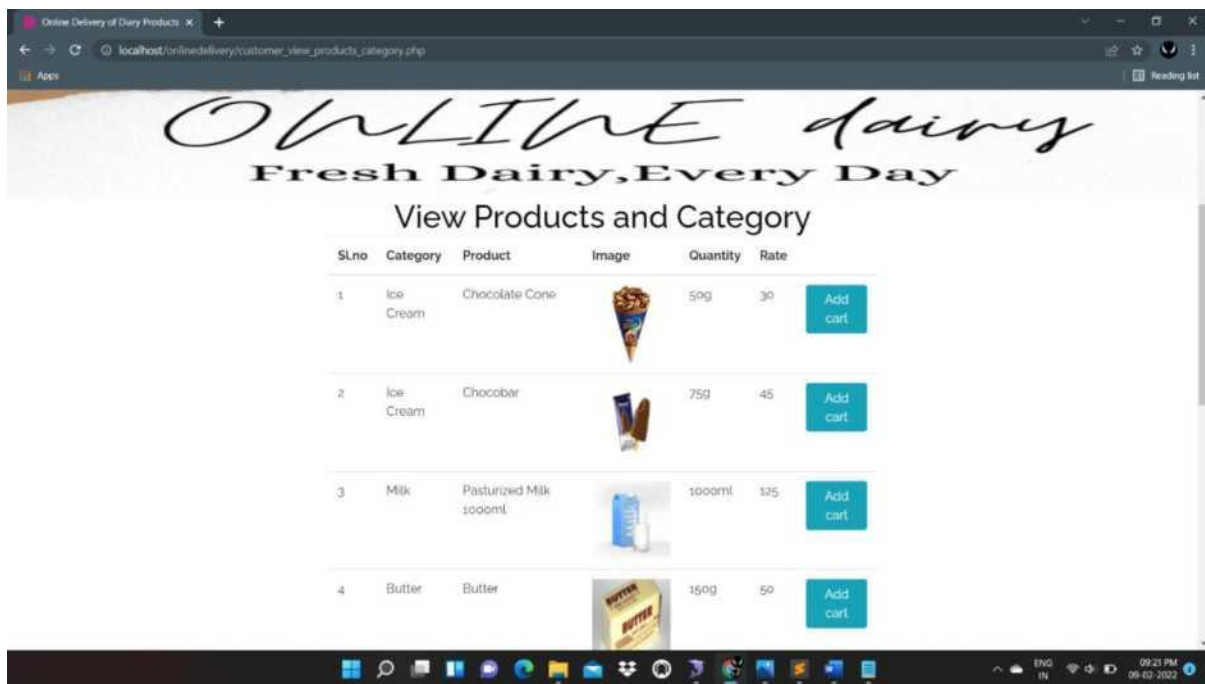 Online Delivery of Diary Products
localhost/onlinedelivery/customer_view_products_category.php
Apps
Reading list
ONLINE dairy
Fresh Dairy,Every Day
View Products and Category
Sl.no Category Product Image Quantity Rate
1 Ice Cream Chocolate Cone 50g 30 Add cart
2 Ice Cream Chocobar 75g 45 Add cart
3 Milk Pasturized Milk 1000ml 1000ml 125 Add cart
4 Butter Butter 150g 50 Add cart
BUTTER
BUTTER
ENG
IN
09:21 PM
09-02-2022